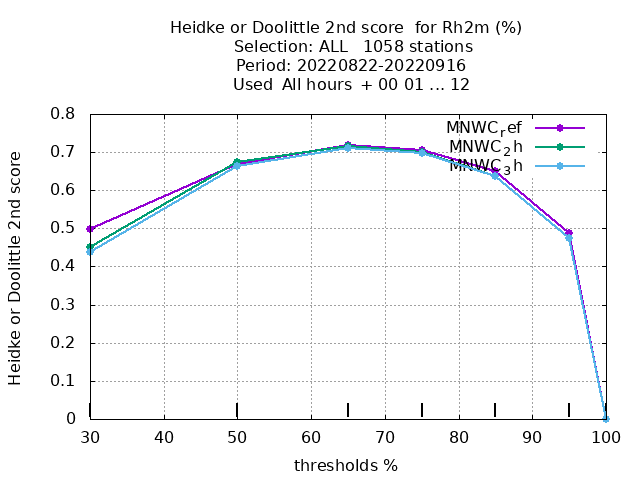 Heidke or Doolittle 2nd score  for Rh2m (%)
Selection: ALL   1058 stations
Period: 20220822-20220916
Used  All hours  + 00 01 ... 12
Heidke or Doolittle 2nd score
0.8
0.7
0.6
0.5
0.4
0.3
0.2
0.1
0
MNWC_ref
MNWC_2h
MNWC_3h
30 40 50 60 70 80 90 100
thresholds %